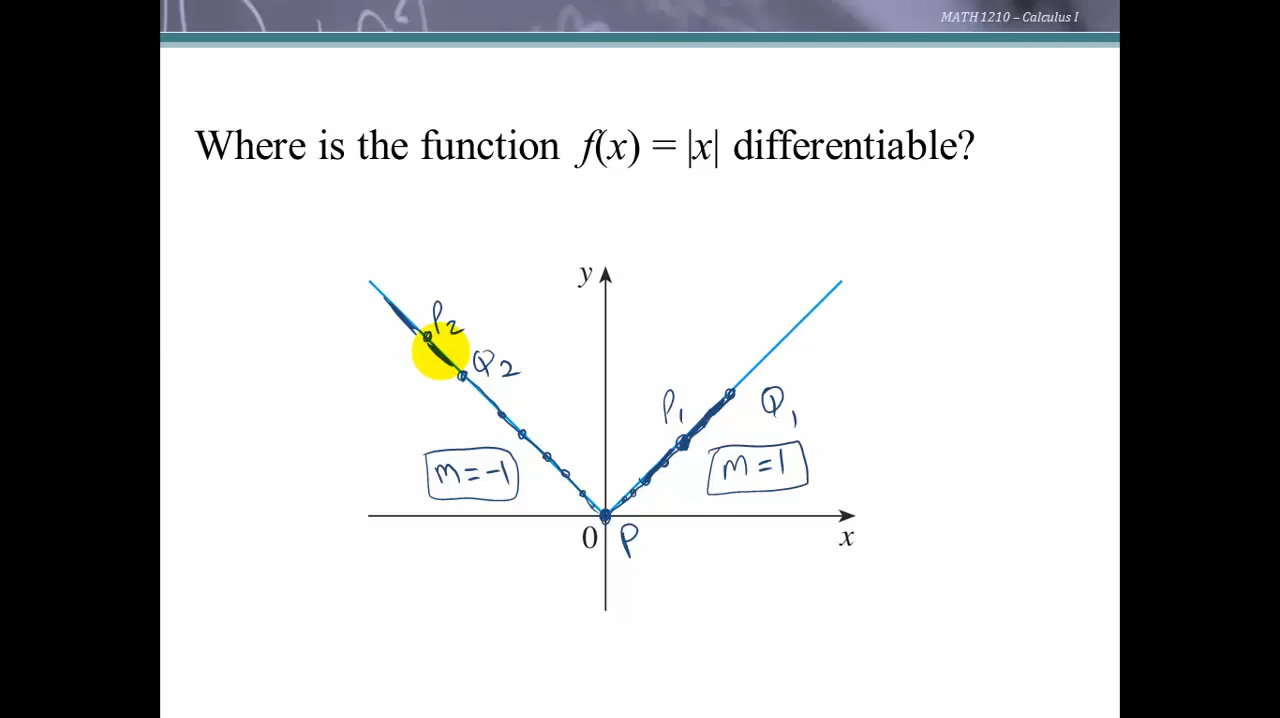 MATH 1210 – Calculus I
Where is the function f(x) = |x| differentiable?
y
P2
Q2
P1
Q1
m = -1
m = 1
0
P
x